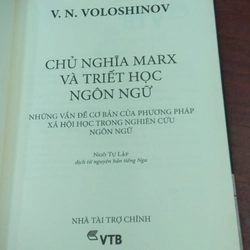 V. N. VOLOSHINOV
CHỦ NGHĨA MARX
VÀ TRIẾT HỌC
NGÔN NGỮ
NHỮNG VẤN ĐỀ CƠ BẢN CỦA PHƯƠNG PHÁP
XÃ HỘI HỌC TRONG NGHIÊN CỨU
NGÔN NGỮ
Ngô Tự Lập
dịch từ nguyên bản tiếng Nga
NHÀ TÀI TRỢ CHÍNH
VTB